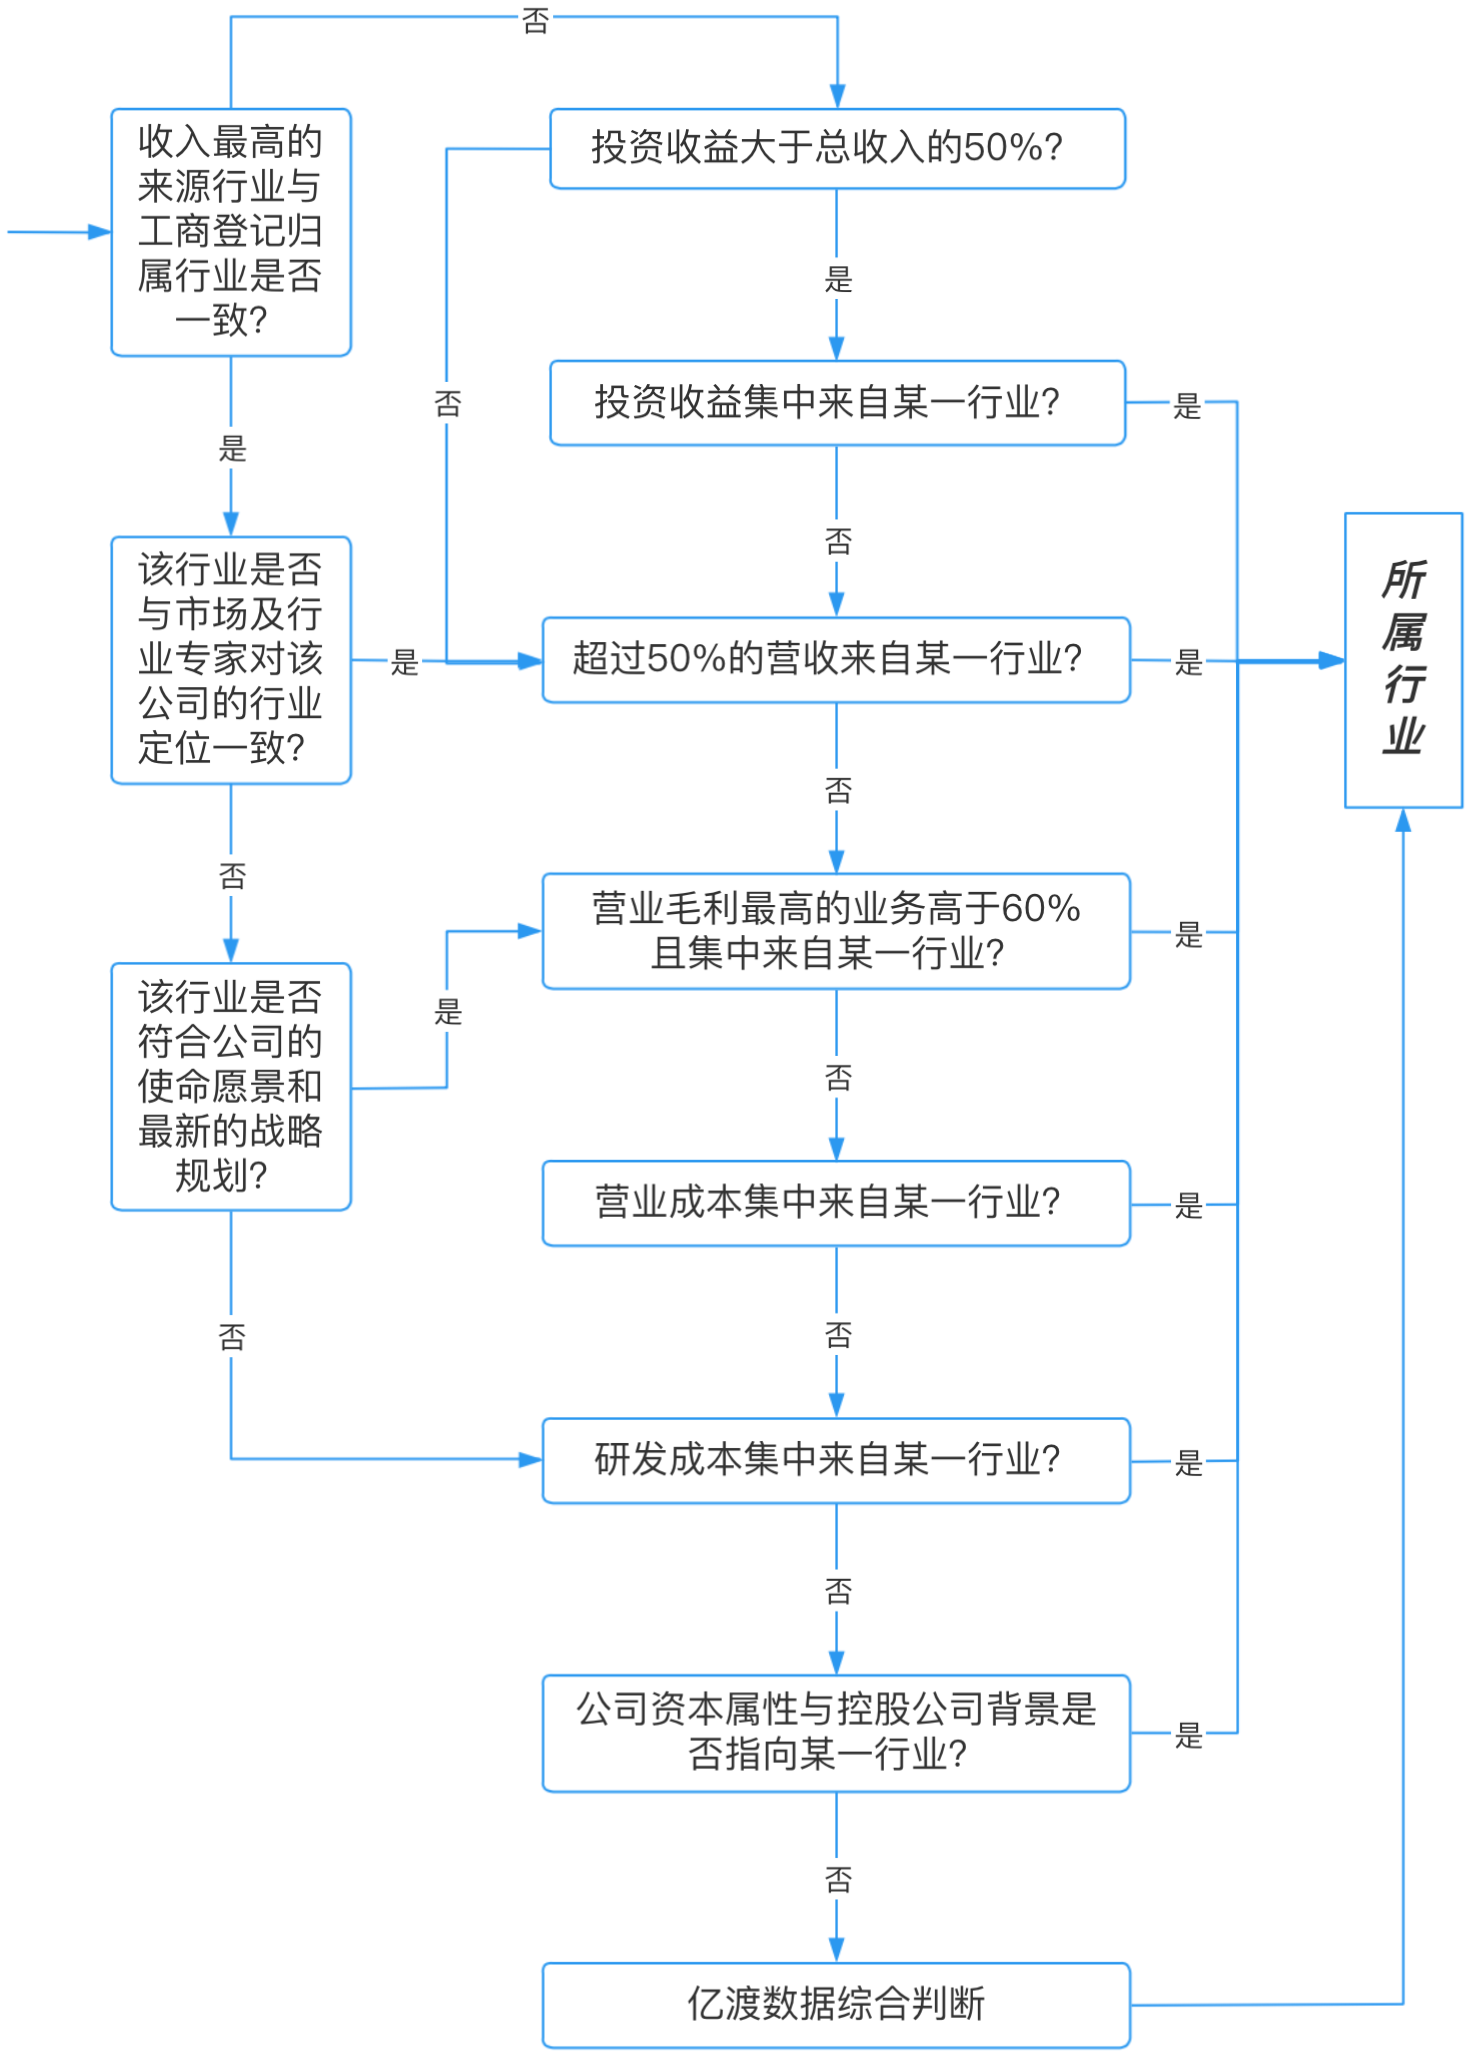 否
收入最高的
来源行业与
工商登记归
属行业是否
一致?
投资收益大于总收入的50%?
是
否
投资收益集中来自某一行业?
是
是
否
该行业是否
与市场及行
业专家对该
公司的行业
定位一致?
是
超过50%的营收来自某一行业?
是
所
属
行
业
否
否
营业毛利最高的业务高于60%
且集中来自某一行业?
是
该行业是否
符合公司的
使命愿景和
最新的战略
规划?
是
否
营业成本集中来自某一行业?
是
否
否
研发成本集中来自某一行业?
是
否
公司资本属性与控股公司背景是
否指向某一行业?
是
否
亿渡数据综合判断